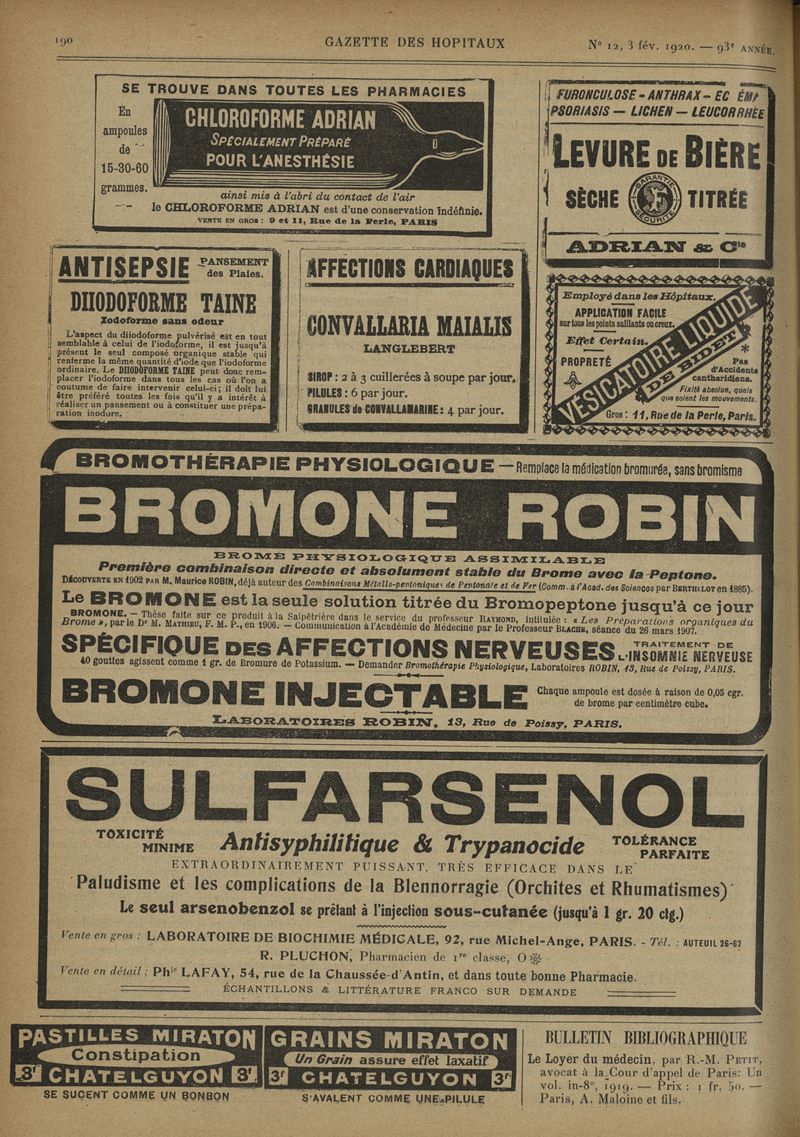 190
GAZETTE DES HOPITAUX
N° 12, 3 fév. 1920. — 93e ANNÉE.
SE TROUVE DANS TOUTES LES PHARMACIES
En
ampoules
de
15-30-60
grammes.
CHLOROFORME ADRIAN
SPÉCIALEMENT PRÉPARÉ
POUR L'ANESTHÉSIE
ainsi mis à l'abri du contact de l'air
le CHLOROFORME ADRIAN est d'une conservation indéfinie.
VENTE EN GROS : 9 et 11, Rue de la Perle, PARIS
FURONCULOSE - ANTHRAX - EC ÉMA
PSORIASIS — LICHEN — LEUCORRHÉE
LEVURE DE BIÈRE
SÈCHE
GARANTIE
SÉCURITÉ
TITRÉE
ADRIAN & Cie
ANTISEPSIE
PANSEMENT
des Plaies.
DIIODOFORME TAINE
Iodoforme sans odeur
L'aspect du diiodoforme pulvérisé est en tout
semblable à celui de l'iodoforme, il est jusqu'à
présent le seul composé organique stable qui
renferme la même quantité d'iode que l'iodoforme
ordinaire. Le DIIODOFORME TAINE peut donc rem-
placer l'iodoforme dans tous les cas où l'on a
coutume de faire intervenir celui-ci; il doit lui
être préféré toutes les fois qu'il y a intérêt à
réaliser un pansement ou à constituer une prépa-
ration inodore.
AFFECTIONS CARDIAQUES
CONVALLARIA MAIALIS
LANGLEBERT
SIROP : 2 à 3 cuillerées à soupe par jour.
PILULES : 6 par jour.
GRANULES de CONVALLAMARINE : 4 par jour.
Employé dans les Hôpitaux.
APPLICATION FACILE
sur tous les points saillants ou creux.
Effet Certain.
PROPRETÉ
VÉSICATOIRE LIQUIDE
DE BIDET
Pas
d'Accidents
cantharidiens.
Fixité absolue, quels
que soient les mouvements.
Gros : 11, Rue de la Perle, Paris.
BROMOTHÉRAPIE PHYSIOLOGIQUE — Remplace la médication bromurée, sans bromisme
BROMONE ROBIN
BROME PHYSIOLOGIQUE ASSIMILABLE
Première combinaison directe et absolument stable du Brome avec la Peptone.
DÉCOUVERTE EN 1902 PAR M. Maurice ROBIN, déjà auteur des Combinaisons Métallo-peptoniques de Peptonate et de Fer (Comm. à l'Acad. des Sciences par BERTHELOT en 1885).
Le BROMONE est la seule solution titrée du Bromopeptone jusqu'à ce jour
BROMONE. — Thèse faite sur ce produit à la Salpêtrière dans le service du professeur RAYMOND, intitulée : « Les Préparations organiques du
Brome », par le Dr M. MATHIEU, F. M. P., en 1906. — Communication à l'Académie de Médecine par le Professeur BLACHE, séance du 26 mars 1907.
SPÉCIFIQUE DES AFFECTIONS NERVEUSES
TRAITEMENT DE
L'INSOMNIE NERVEUSE
40 gouttes agissent comme 1 gr. de Bromure de Potassium. — Demander Bromothérapie Physiologique, Laboratoires ROBIN, 13, Rue de Poissy, PARIS.
BROMONE INJECTABLE
Chaque ampoule est dosée à raison de 0,05 cgr.
de brome par centimètre cube.
LABORATOIRES ROBIN, 13, Rue de Poissy, PARIS.
SULFARSENOL
TOXICITÉ
MINIME
Antisyphilitique & Trypanocide
TOLÉRANCE
PARFAITE
EXTRAORDINAIREMENT PUISSANT, TRÈS EFFICACE DANS LE
Paludisme et les complications de la Blennorragie (Orchites et Rhumatismes)
Le seul arsenobenzol se prêtant à l'injection sous-cutanée (jusqu'à 1 gr. 20 ctg.)
Vente en gros : LABORATOIRE DE BIOCHIMIE MÉDICALE, 92, rue Michel-Ange, PARIS. - Tél. : AUTEUIL 26-62
R. PLUCHON, Pharmacien de 1re classe, O
Vente en détail : Phie LAFAY, 54, rue de la Chaussée-d'Antin, et dans toute bonne Pharmacie.
ÉCHANTILLONS & LITTÉRATURE FRANCO SUR DEMANDE
PASTILLES MIRATON
Constipation
3f CHATELGUYON 3f
SE SUCENT COMME UN BONBON
GRAINS MIRATON
Un Grain assure effet laxatif
3f CHATELGUYON 3f
S'AVALENT COMME UNE PILULE
BULLETIN BIBLIOGRAPHIQUE
Le Loyer du médecin, par R.-M. PETIT,
avocat à la Cour d'appel de Paris: Un
vol. in-8°, 1919. — Prix : 1 fr. 50. —
Paris, A. Maloine et fils.